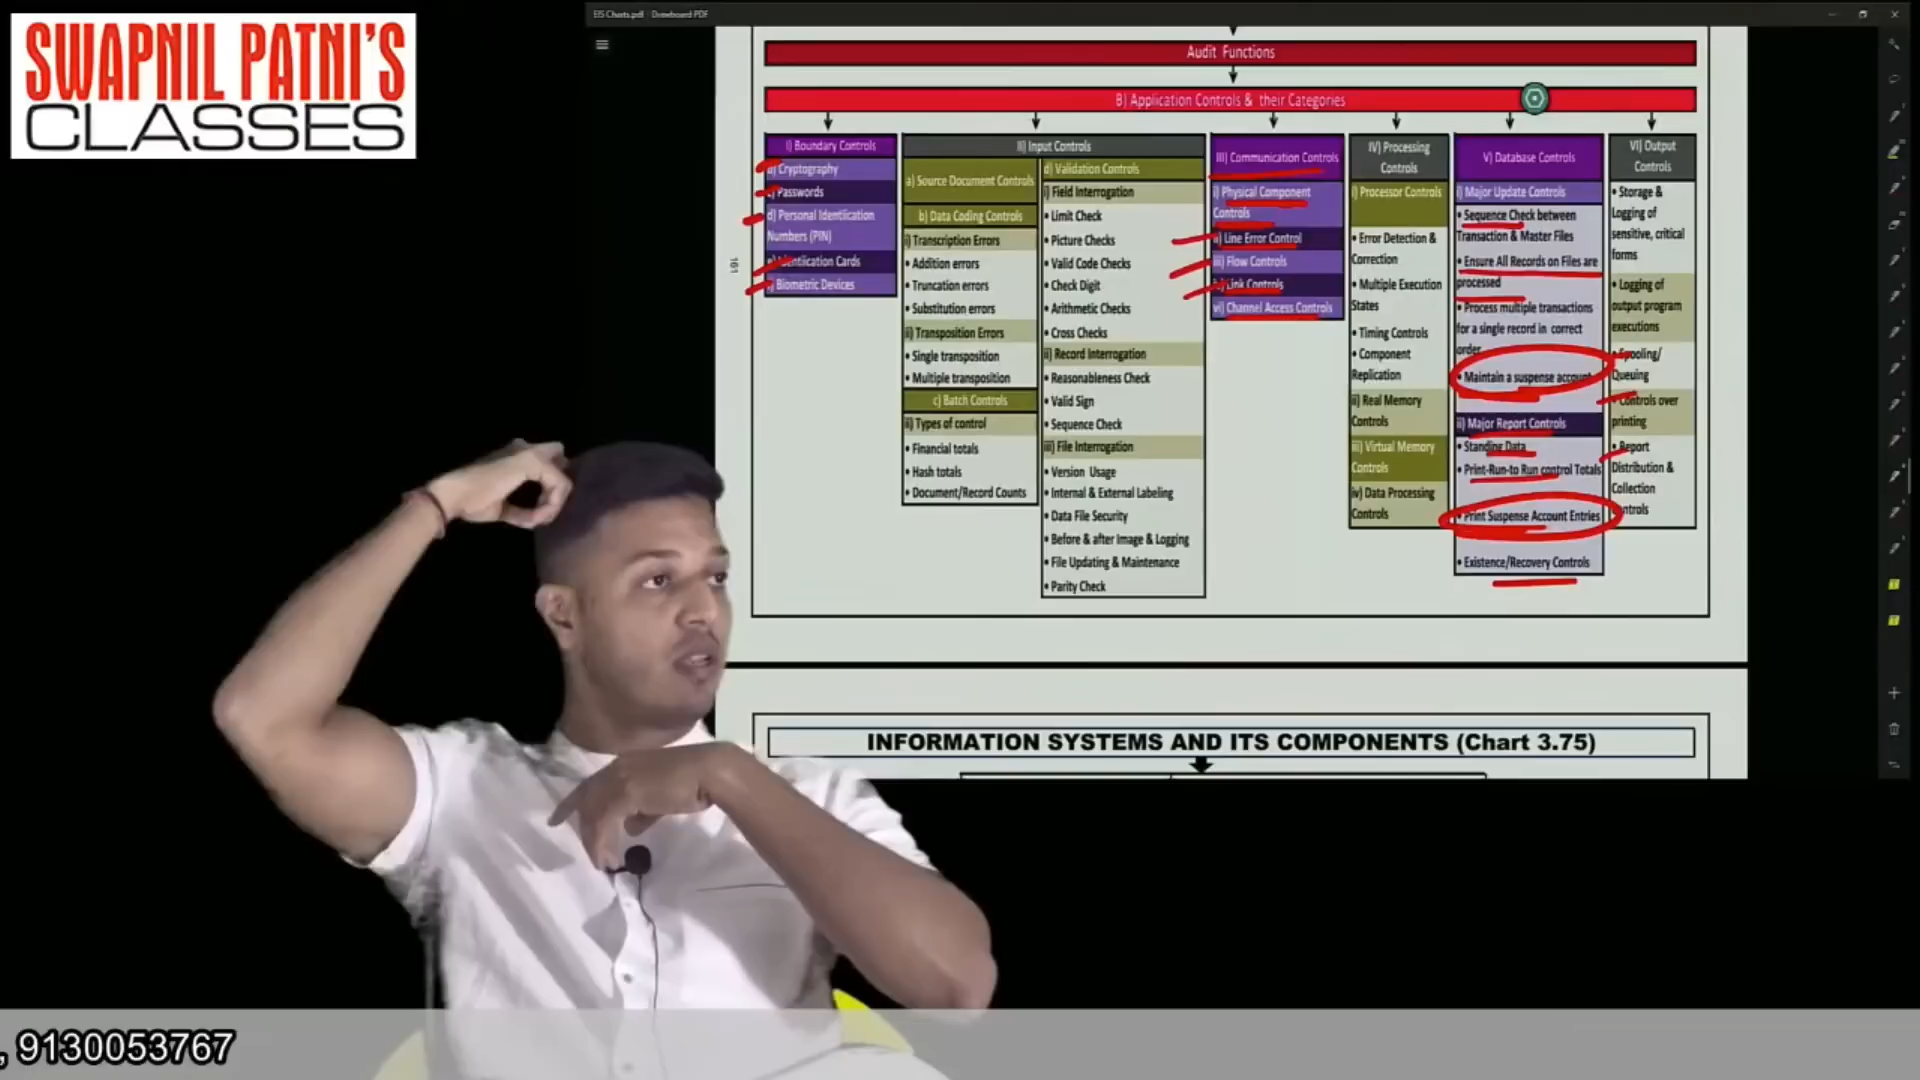 SWAPNIL PATNI'S
CLASSES
EIS Charts.pdf | Drawboard PDF
Audit Functions
B) Application Controls & their Categories
I) Boundary Controls
Cryptography
Passwords
d) Personal Identiication
Numbers (PIN)
Cards
Biometric Devices
II) Input Controls
a) Source Document Controls
b) Data Coding Controls
i) Transcription Errors
• Addition errors
• Truncation errors
• Substitution errors
ii) Transposition Errors
• Single transposition
• Multiple transposition
c) Batch Controls
ii) Types of control
• Financial totals
• Hash totals
• Document/Record Counts
d) Validation Controls
i) Field Interrogation
• Limit Check
• Picture Checks
• Valid Code Checks
• Check Digit
• Arithmetic Checks
• Cross Checks
ii) Record Interrogation
• Reasonableness Check
• Valid Sign
• Sequence Check
iii) File Interrogation
• Version Usage
• Internal & External Labeling
• Data File Security
• Before & after Image & Logging
• File Updating & Maintenance
• Parity Check
III) Communication Controls
i) Physical Component
Controls
Line Error Control
iii) Flow Controls
Link Controls
vi) Channel Access Controls
IV) Processing
Controls
i) Processor Controls
• Error Detection &
Correction
• Multiple Execution
States
• Timing Controls
• Component
Replication
ii) Real Memory
Controls
iii) Virtual Memory
Controls
iv) Data Processing
Controls
V) Database Controls
i) Major Update Controls
• Sequence Check between
Transaction & Master Files
• Ensure All Records on Files are
processed
• Process multiple transactions
for a single record in correct
order
• Maintain a suspense account
ii) Major Report Controls
• Standing Data
• Print-Run-to Run control Totals
• Print Suspense Account Entries
• Existence/Recovery Controls
VI) Output
Controls
• Storage &
Logging of
sensitive, critical
forms
• Logging of
output program
executions
Spooling/
Queuing
Controls over
printing
• Report
Distribution &
Collection
161
INFORMATION SYSTEMS AND ITS COMPONENTS (Chart 3.75)
, 9130053767